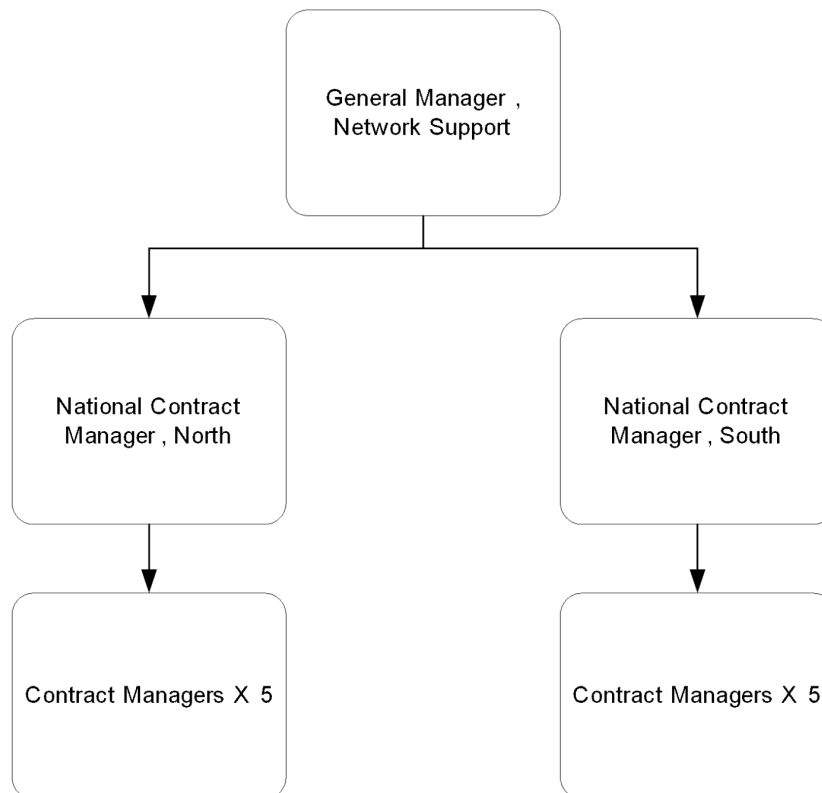 General Manager ,
Network Support
National Contract
Manager , North
National Contract
Manager , South
Contract Managers X 5
Contract Managers X 5